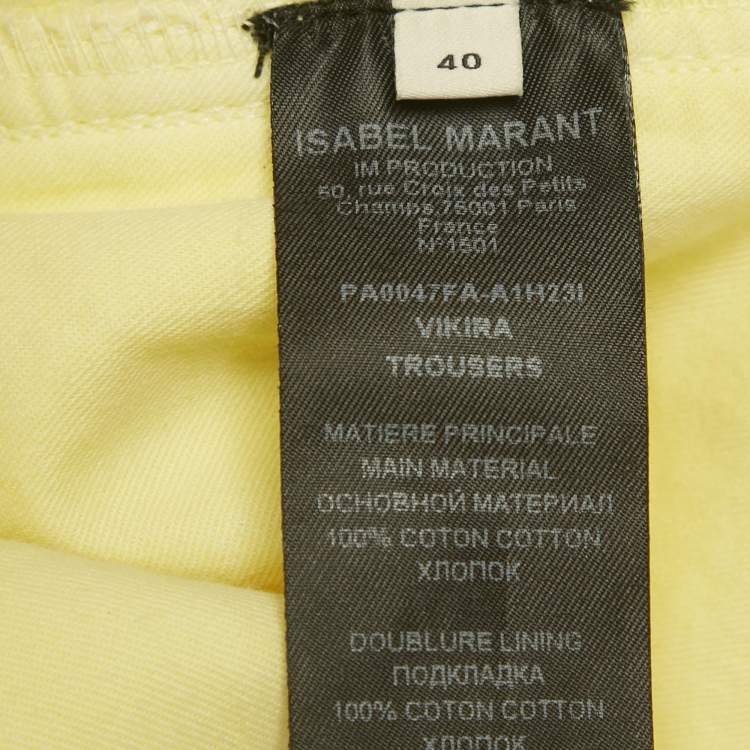 40
ISABEL MARANT
IM PRODUCTION
50, rue Croix des Petits
Champs,75001 Paris
France
N°1501
PA0047FA-A1H23I
VIKIRA
TROUSERS
MATIERE PRINCIPALE
MAIN MATERIAL
ОСНОВНОЙ МАТЕРИАЛ
100% COTON COTTON
ХЛОПОК
DOUBLURE LINING
ПОДКЛАДКА
100% COTON COTTON
ХЛОПОК